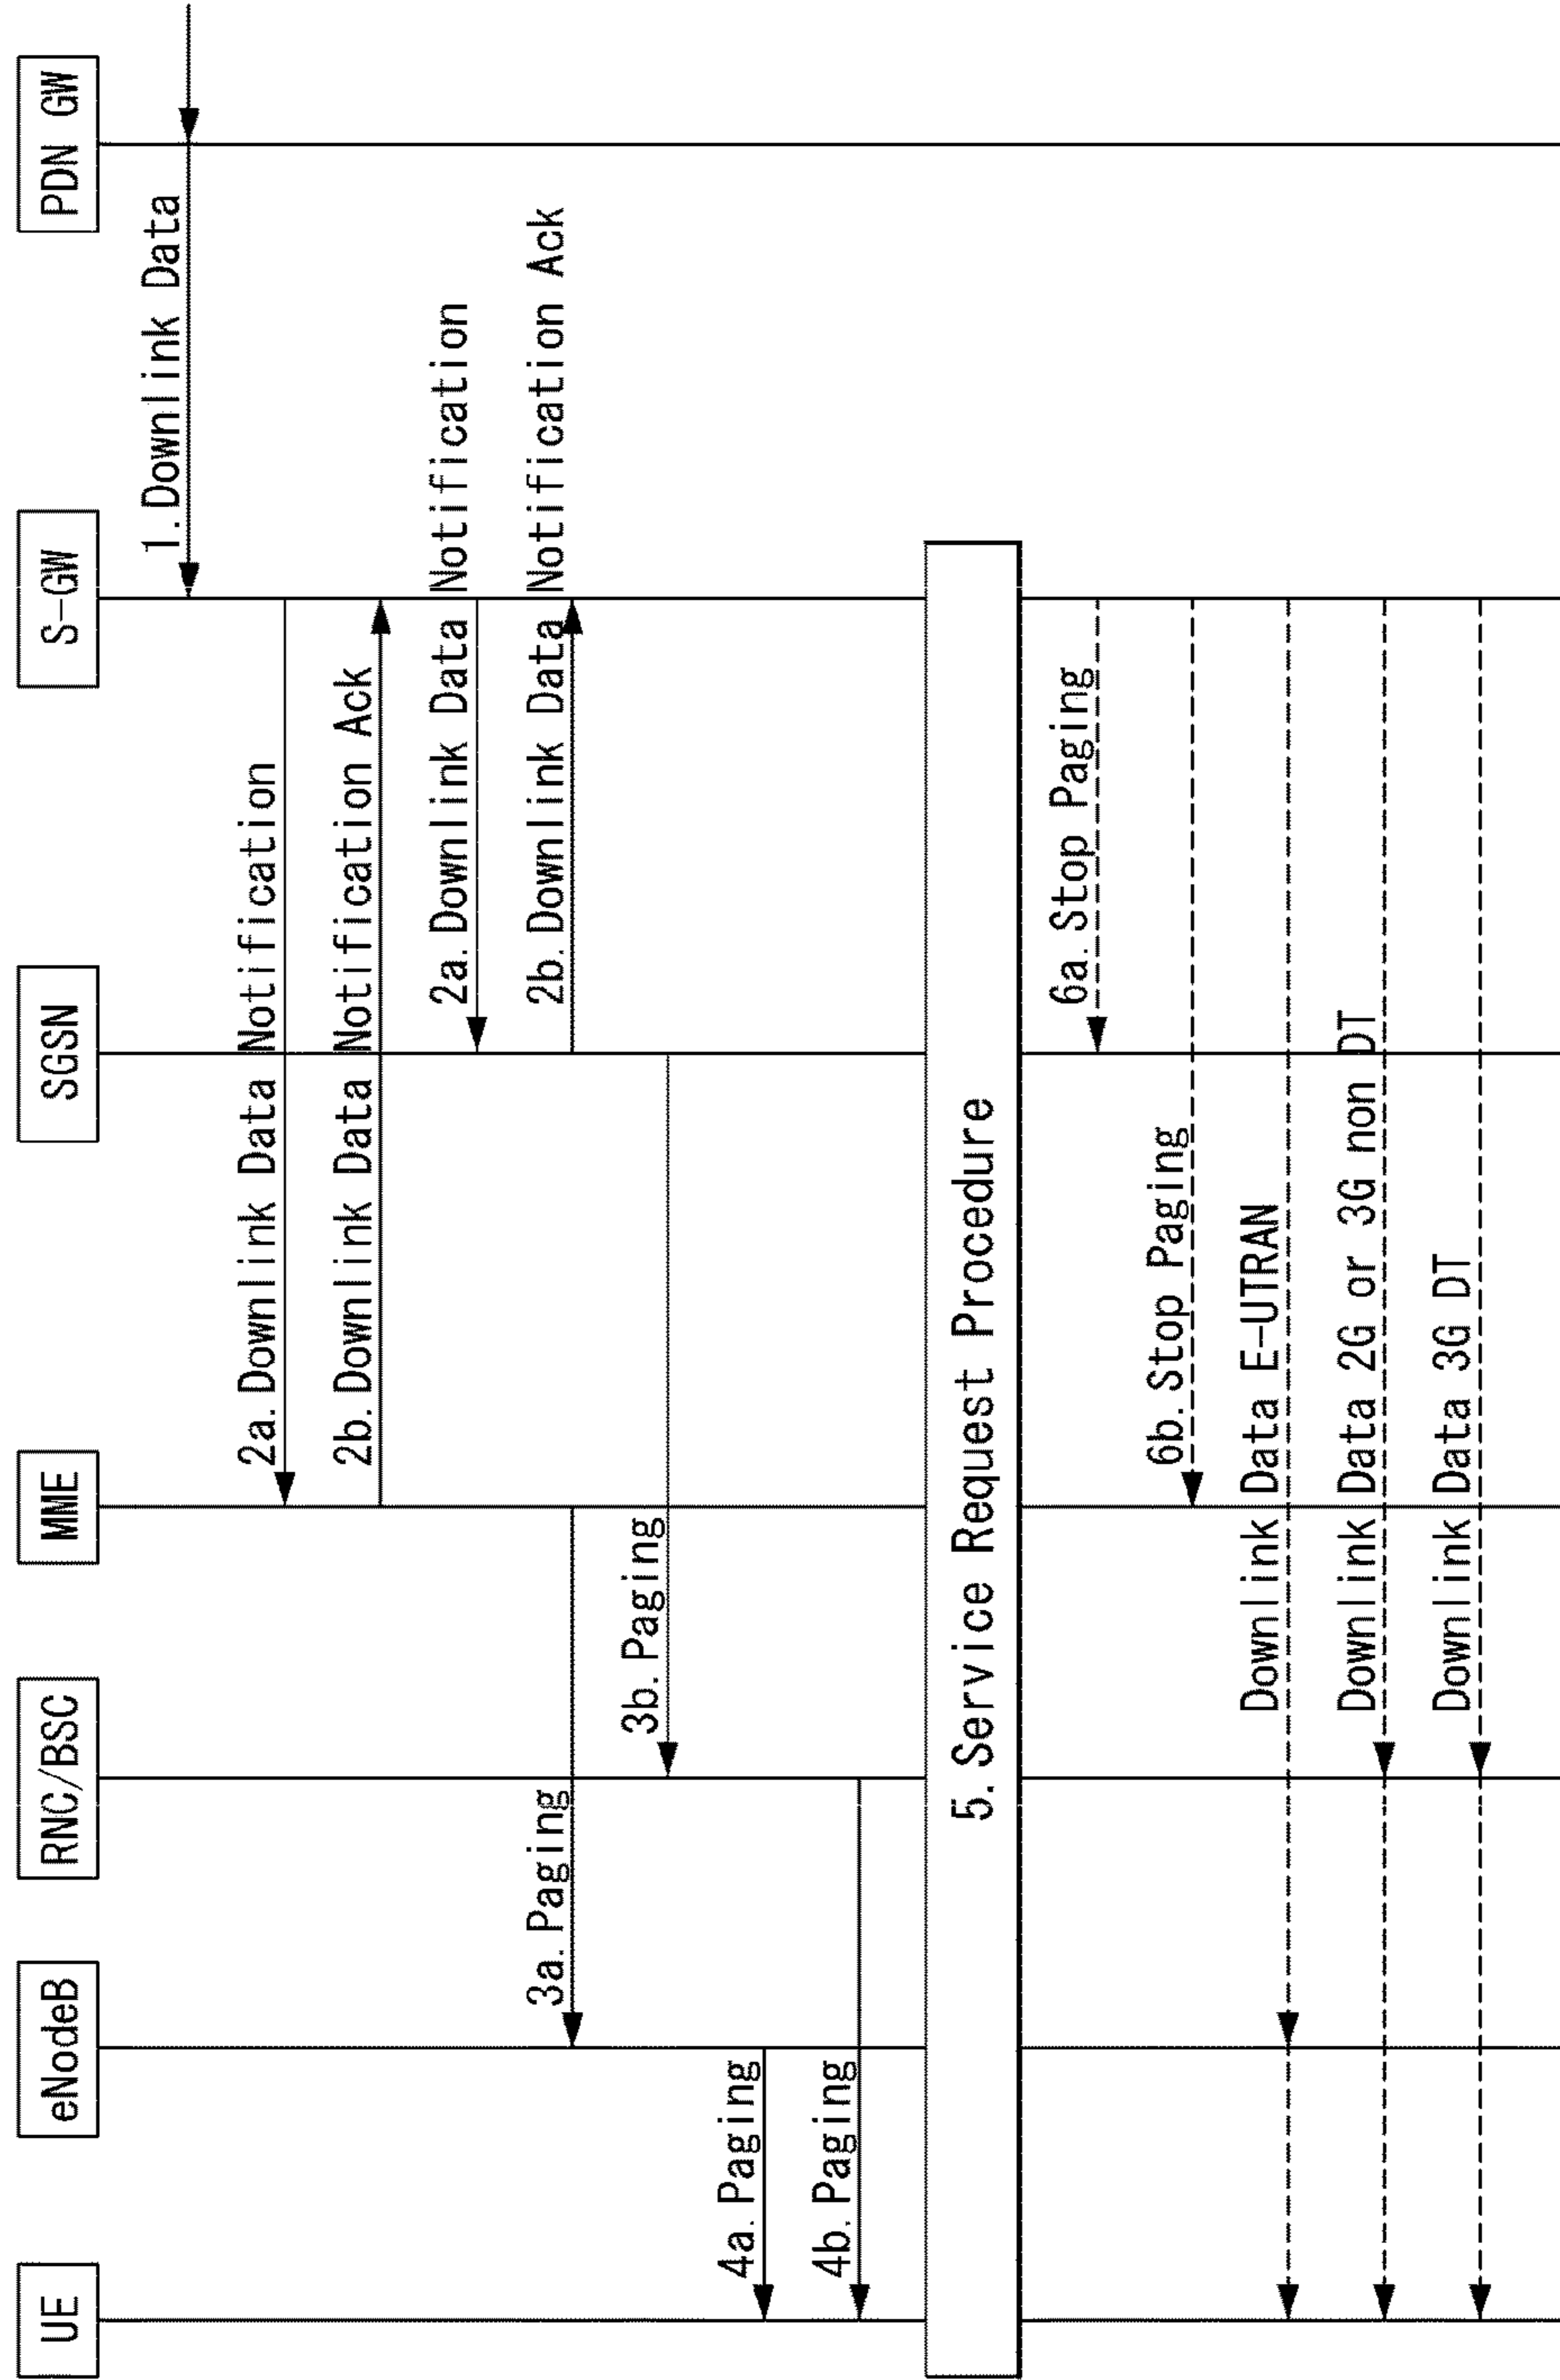 UE
eNodeB
RNC/BSC
MME
SGSN
S-GW
PDN GW
1.Downlink Data
2a.Downlink Data Notification
2b.Downlink Data Notification Ack
2a.Downlink Data Notification
2b.Downlink Data Notification Ack
3a.Paging
3b.Paging
4a.Paging
4b.Paging
5.Service Request Procedure
6a.Stop Paging
6b.Stop Paging
Downlink Data E-UTRAN
Downlink Data 2G or 3G non DT
Downlink Data 3G DT